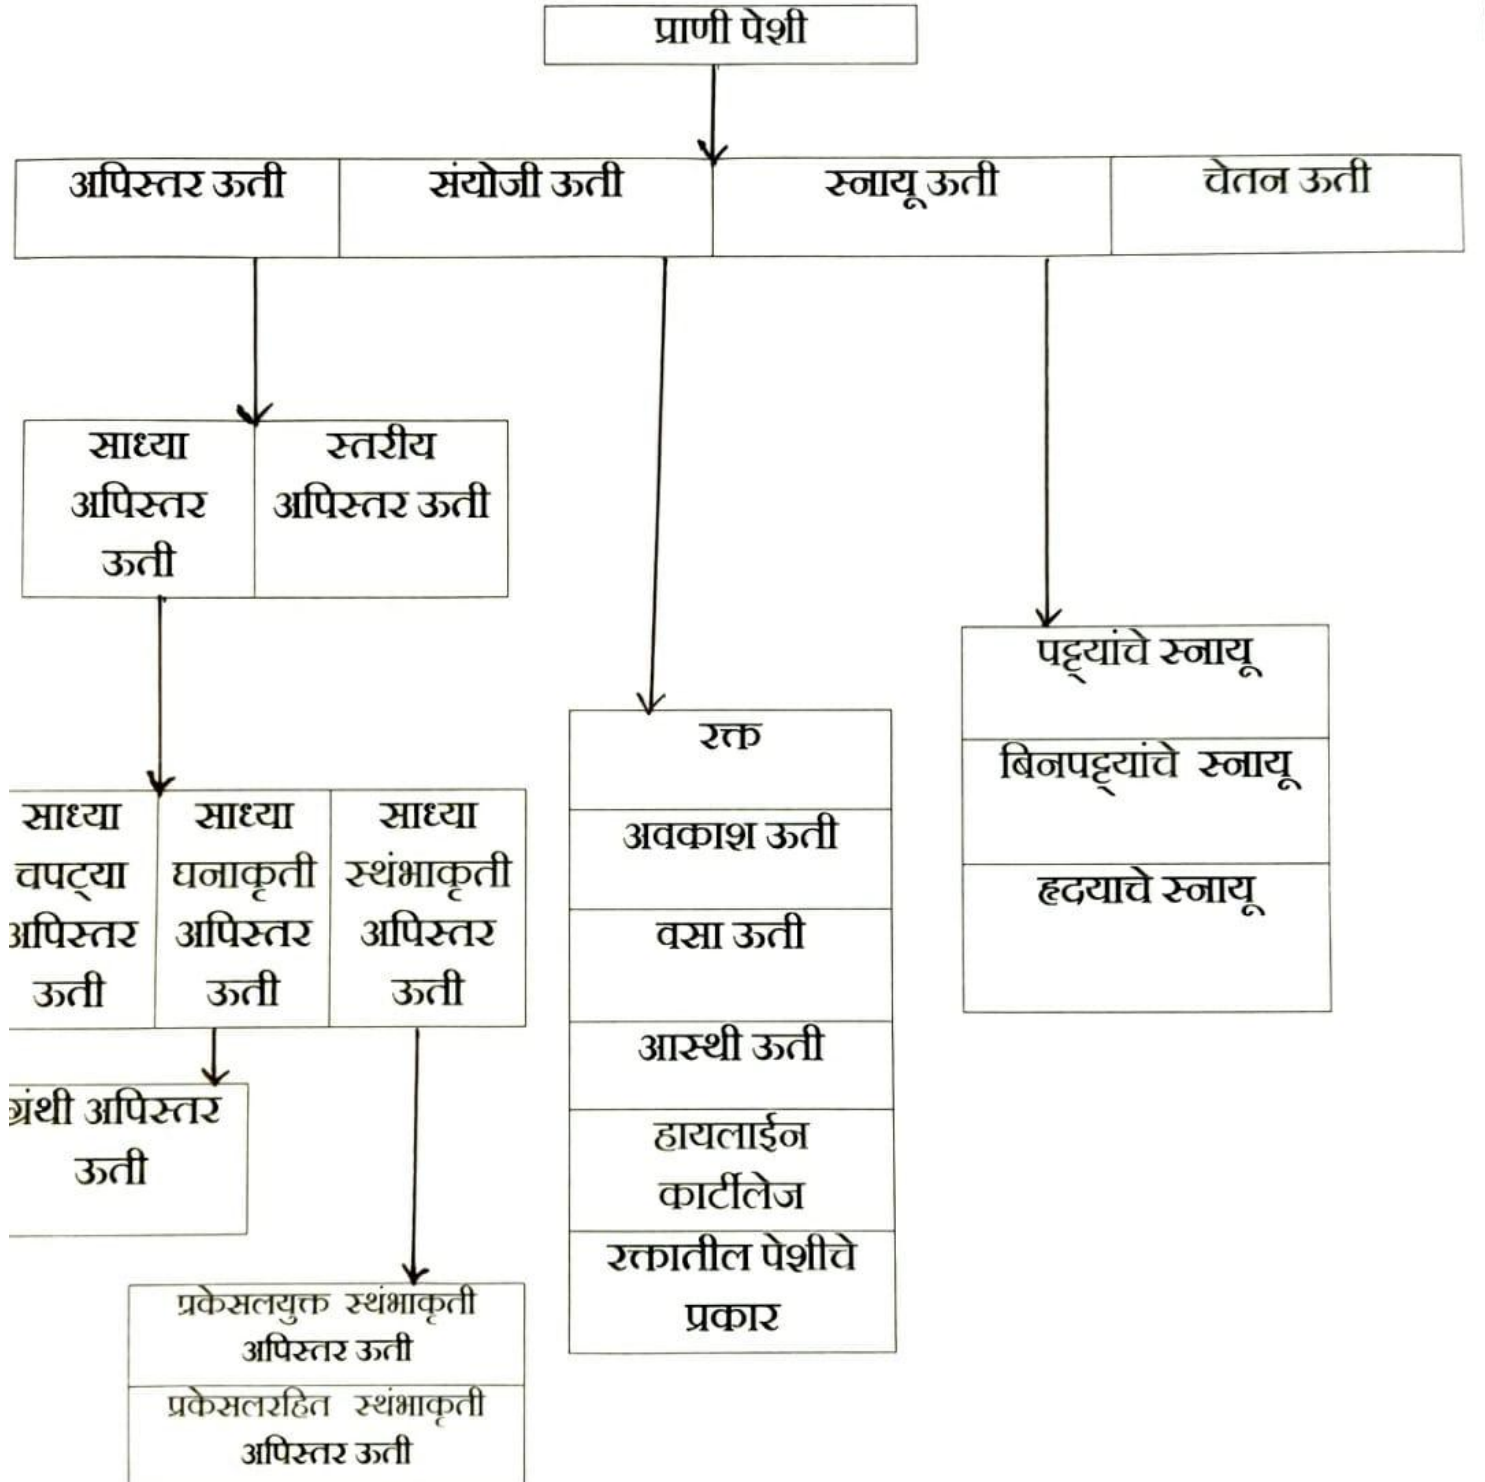 प्राणी पेशी
अपिस्तर ऊती
संयोजी ऊती
स्नायू ऊती
चेतन ऊती
साध्या
अपिस्तर
ऊती
स्तरीय
अपिस्तर ऊती
साध्या
चपट्या
अपिस्तर
ऊती
साध्या
घनाकृती
अपिस्तर
ऊती
साध्या
स्थंभाकृती
अपिस्तर
ऊती
ग्रंथी अपिस्तर
ऊती
प्रकेसलयुक्त स्थंभाकृती
अपिस्तर ऊती
प्रकेसलरहित स्थंभाकृती
अपिस्तर ऊती
रक्त
अवकाश ऊती
वसा ऊती
आस्थी ऊती
हायलाईन
कार्टीलेज
रक्तातील पेशीचे
प्रकार
पट्ट्यांचे स्नायू
बिनपट्ट्यांचे स्नायू
हृदयाचे स्नायू